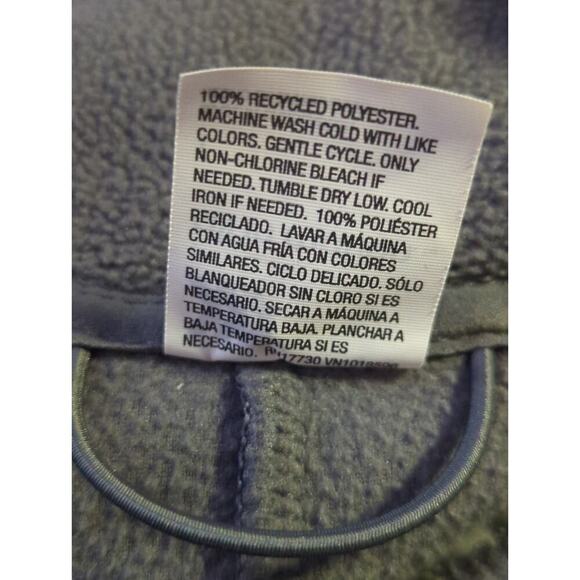 100% RECYCLED POLYESTER.
MACHINE WASH COLD WITH LIKE
COLORS. GENTLE CYCLE. ONLY
NON-CHLORINE BLEACH IF
NEEDED. TUMBLE DRY LOW. COOL
IRON IF NEEDED. 100% POLIÉSTER
RECICLADO. LAVAR A MÁQUINA
CON AGUA FRÍA CON COLORES
SIMILARES. CICLO DELICADO. SÓLO
BLANQUEADOR SIN CLORO SI ES
NECESARIO. SECAR A MÁQUINA A
TEMPERATURA BAJA. PLANCHAR A
BAJA TEMPERATURA SI ES
NECESARIO.